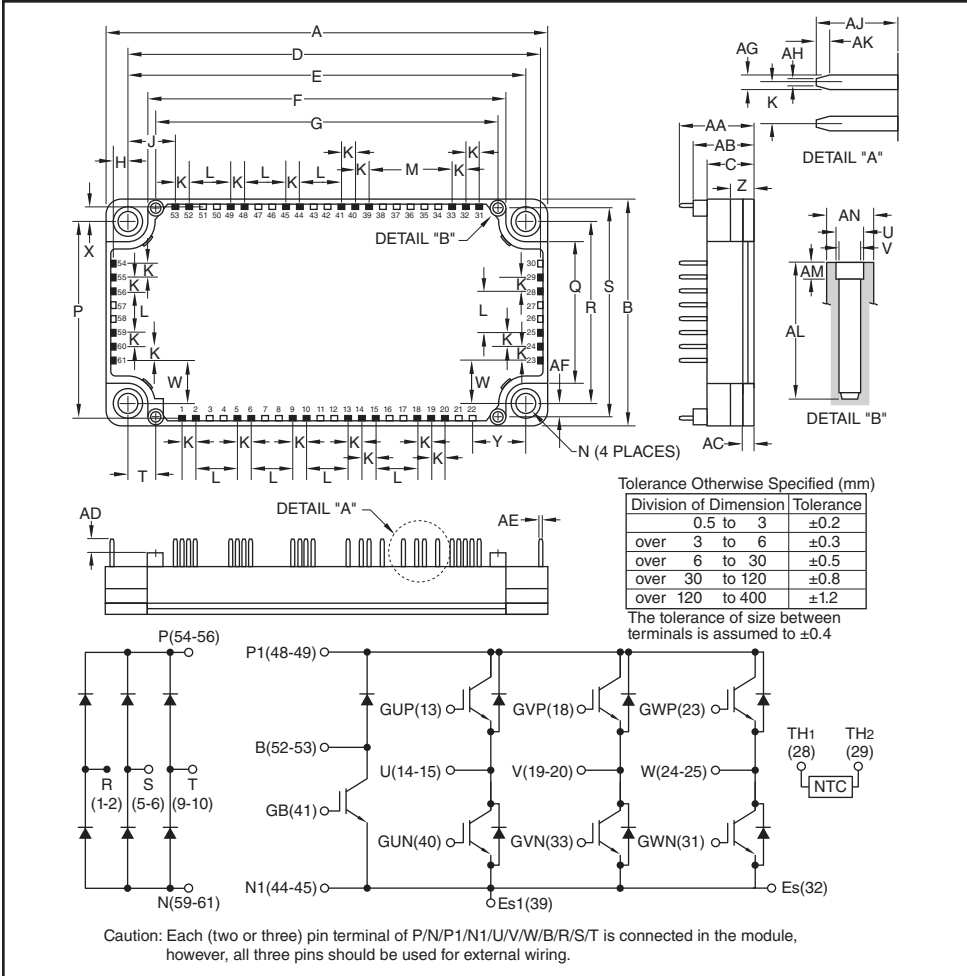 A
D
E
F
G
J
H
K
L
K
L
K
L
K
K
M
K
K
53 52 51 50 49 48 47 46 45 44 43 42 41 40 39 38 37 36 35 34 33 32 31
X
DETAIL "B"
P
54
55
56
57
58
59
60
61
K
K
L
K
K
W
30
29
28
27
26
25
24
23
K
K
L
K
K
W
Q
R
S
B
AF
1 2 3 4 5 6 7 8 9 10 11 12 13 14 15 16 17 18 19 20 21 22
T
K
L
K
L
K
L
K
K
L
K
K
Y
N (4 PLACES)
AJ
AK
AH
AG
K
DETAIL "A"
AA
AB
C
Z
AC
AN
U
V
AM
AL
DETAIL "B"
AD
DETAIL "A"
AE
Tolerance Otherwise Specified (mm)
Division of Dimension Tolerance
0.5 to 3 ±0.2
over 3 to 6 ±0.3
over 6 to 30 ±0.5
over 30 to 120 ±0.8
over 120 to 400 ±1.2
The tolerance of size between
terminals is assumed to ±0.4
P(54-56)
R
(1-2)
S
(5-6)
T
(9-10)
N(59-61)
P1(48-49)
B(52-53)
GB(41)
N1(44-45)
GUP(13)
U(14-15)
GUN(40)
GVP(18)
V(19-20)
GVN(33)
GWP(23)
W(24-25)
GWN(31)
Es1(39)
Es(32)
TH1
(28)
TH2
(29)
NTC
Caution: Each (two or three) pin terminal of P/N/P1/N1/U/V/W/B/R/S/T is connected in the module,
however, all three pins should be used for external wiring.